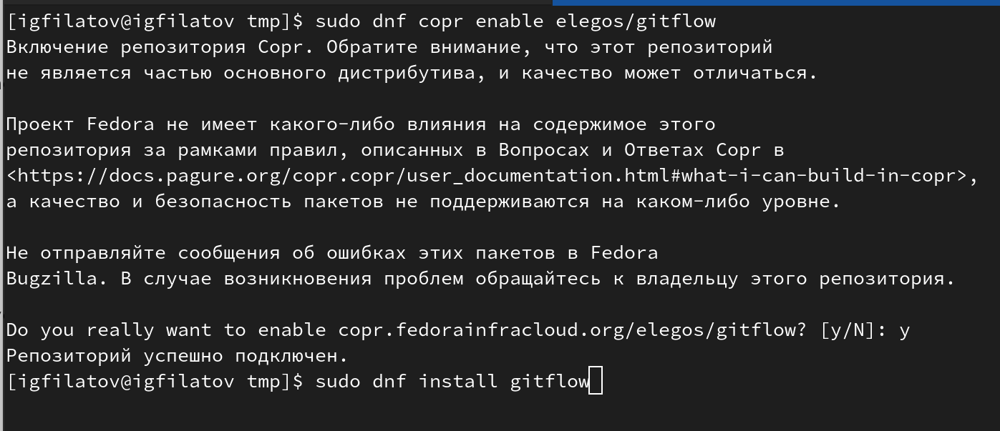 [igfilatov@igfilatov tmp]$ sudo dnf copr enable elegos/gitflow
Включение репозитория Copr. Обратите внимание, что этот репозиторий
не является частью основного дистрибутива, и качество может отличаться.
Проект Fedora не имеет какого-либо влияния на содержимое этого
репозитория за рамками правил, описанных в Вопросах и Ответах Copr в
<https://docs.pagure.org/copr.copr/user_documentation.html#what-i-can-build-in-copr>,
а качество и безопасность пакетов не поддерживаются на каком-либо уровне.
Не отправляйте сообщения об ошибках этих пакетов в Fedora
Bugzilla. В случае возникновения проблем обращайтесь к владельцу этого репозитория.
Do you really want to enable copr.fedorainfracloud.org/elegos/gitflow? [y/N]: y
Репозиторий успешно подключен.
[igfilatov@igfilatov tmp]$ sudo dnf install gitflow